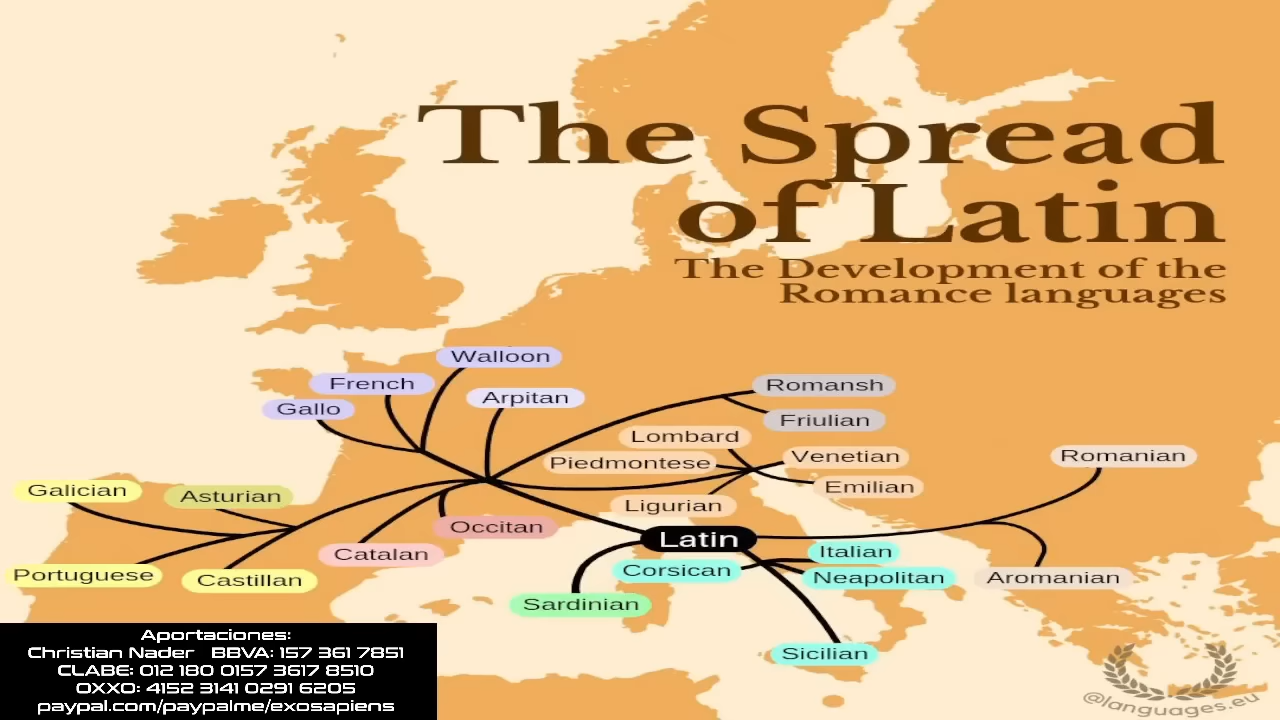 The Spread
of Latin
The Development of the
Romance languages
Walloon
French
Gallo
Arpitan
Romansh
Friulian
Lombard
Piedmontese
Venetian
Romanian
Emilian
Ligurian
Galician
Asturian
Occitan
Latin
Catalan
Italian
Corsican
Neapolitan
Aromanian
Portuguese
Castillan
Sardinian
Sicilian
Aportaciones:
Christian Nader BBVA: 157 361 7851
CLABE: 012 180 0157 3617 8510
OXXO: 4152 3141 0291 6205
paypal.com/paypalme/exosapiens
@languages.eu